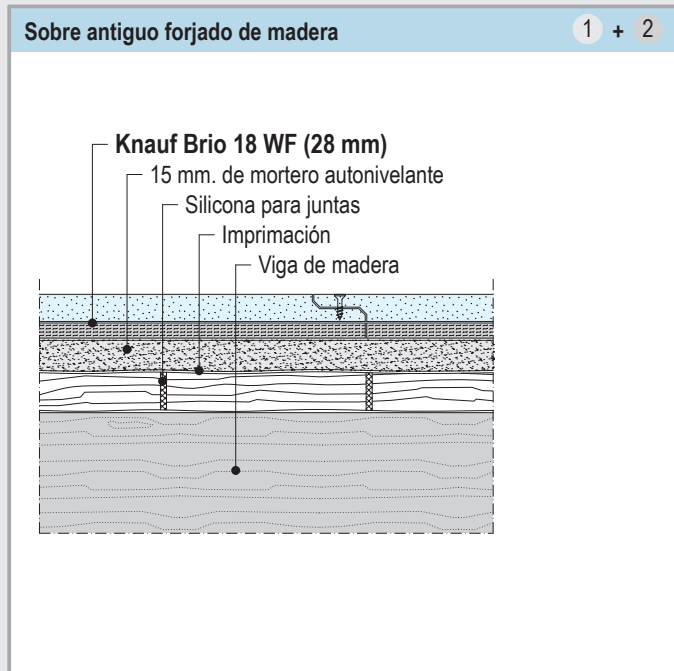 Sobre antiguo forjado de madera 1 + 2
Knauf Brio 18 WF (28 mm)
15 mm. de mortero autonivelante
Silicona para juntas
Imprimación
Viga de madera